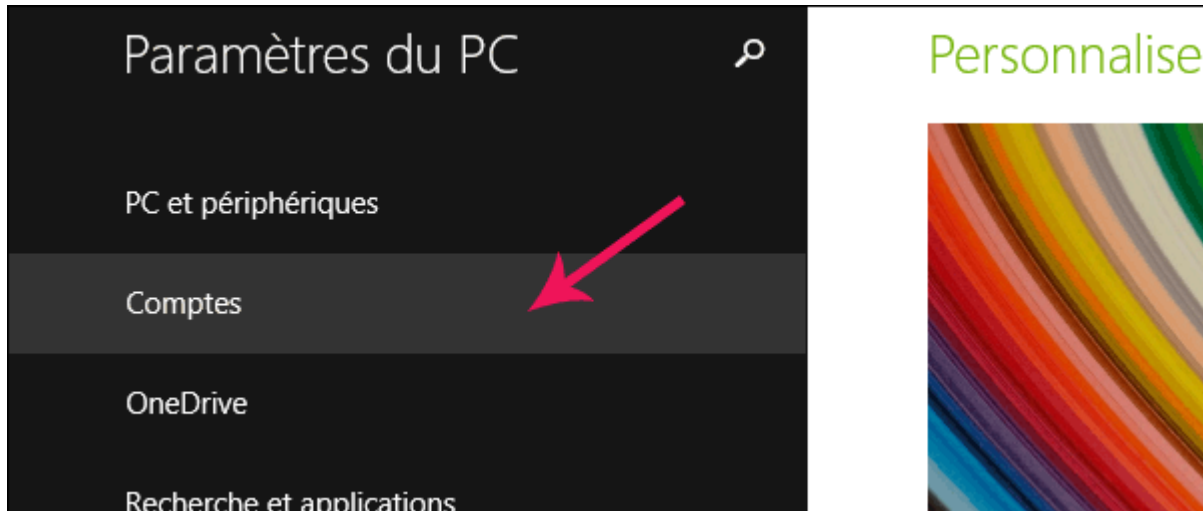 Paramètres du PC
PC et périphériques
Comptes
OneDrive
Recherche et applications
Personnalise